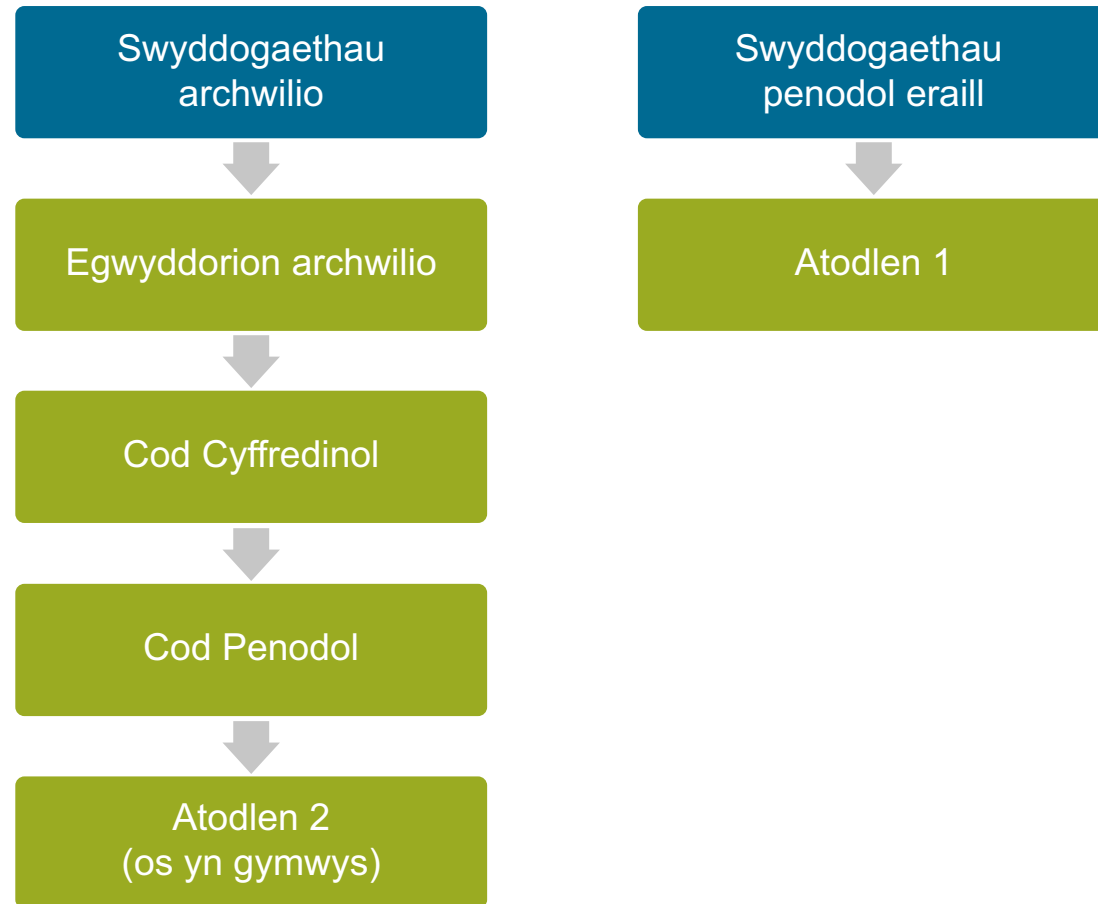 Swyddogaethau
archwilio
Egwyddorion archwilio
Cod Cyffredinol
Cod Penodol
Atodlen 2
(os yn gymwys)
Swyddogaethau
penodol eraill
Atodlen 1